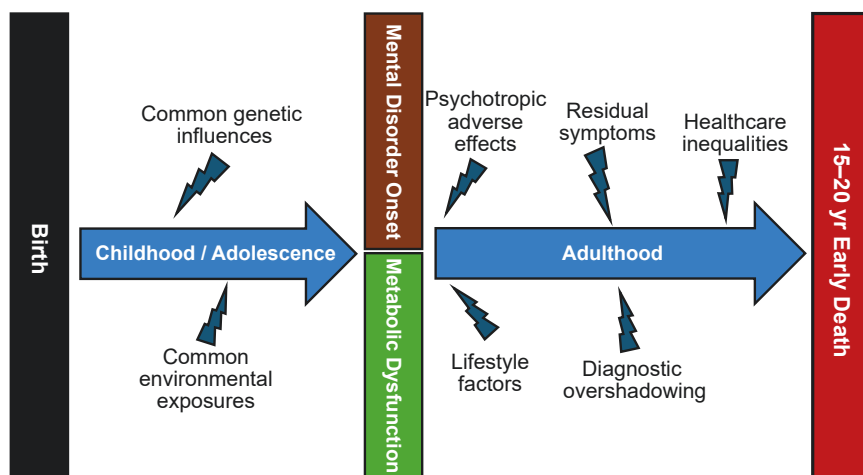 Birth
Common genetic
influences
Childhood / Adolescence
Common
environmental
exposures
Mental Disorder Onset
Metabolic Dysfunction
Psychotropic
adverse
effects
Residual
symptoms
Healthcare
inequalities
Adulthood
Lifestyle
factors
Diagnostic
overshadowing
15–20 yr Early Death